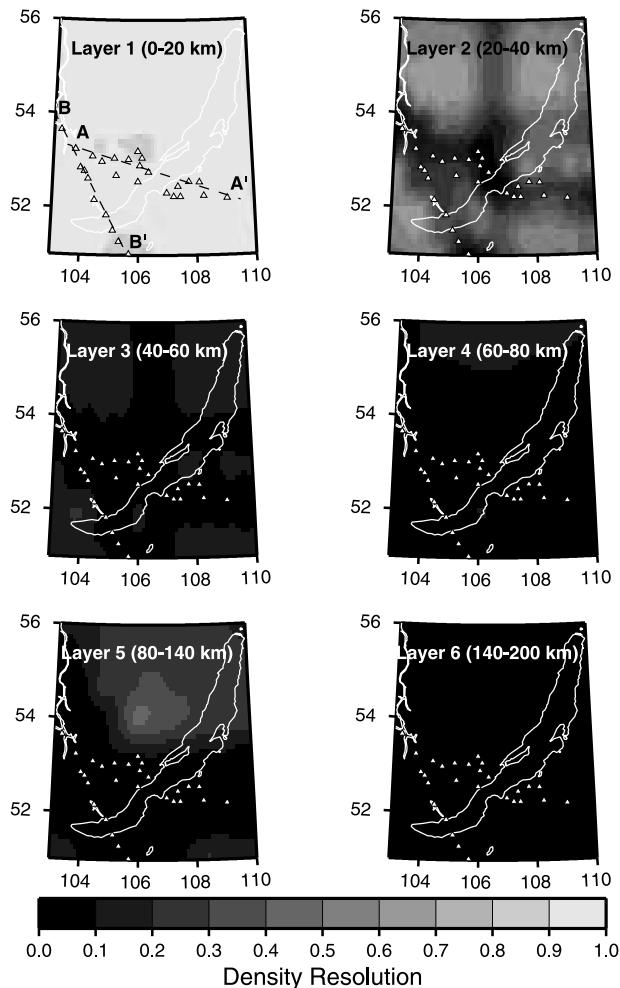 56
Layer 1 (0-20 km)
54
B
A
A'
52
B'
104 106 108 110
56
Layer 2 (20-40 km)
54
52
104 106 108 110
56
Layer 3 (40-60 km)
54
52
104 106 108 110
56
Layer 4 (60-80 km)
54
52
104 106 108 110
56
Layer 5 (80-140 km)
54
52
104 106 108 110
56
Layer 6 (140-200 km)
54
52
104 106 108 110
0.0 0.1 0.2 0.3 0.4 0.5 0.6 0.7 0.8 0.9 1.0
Density Resolution